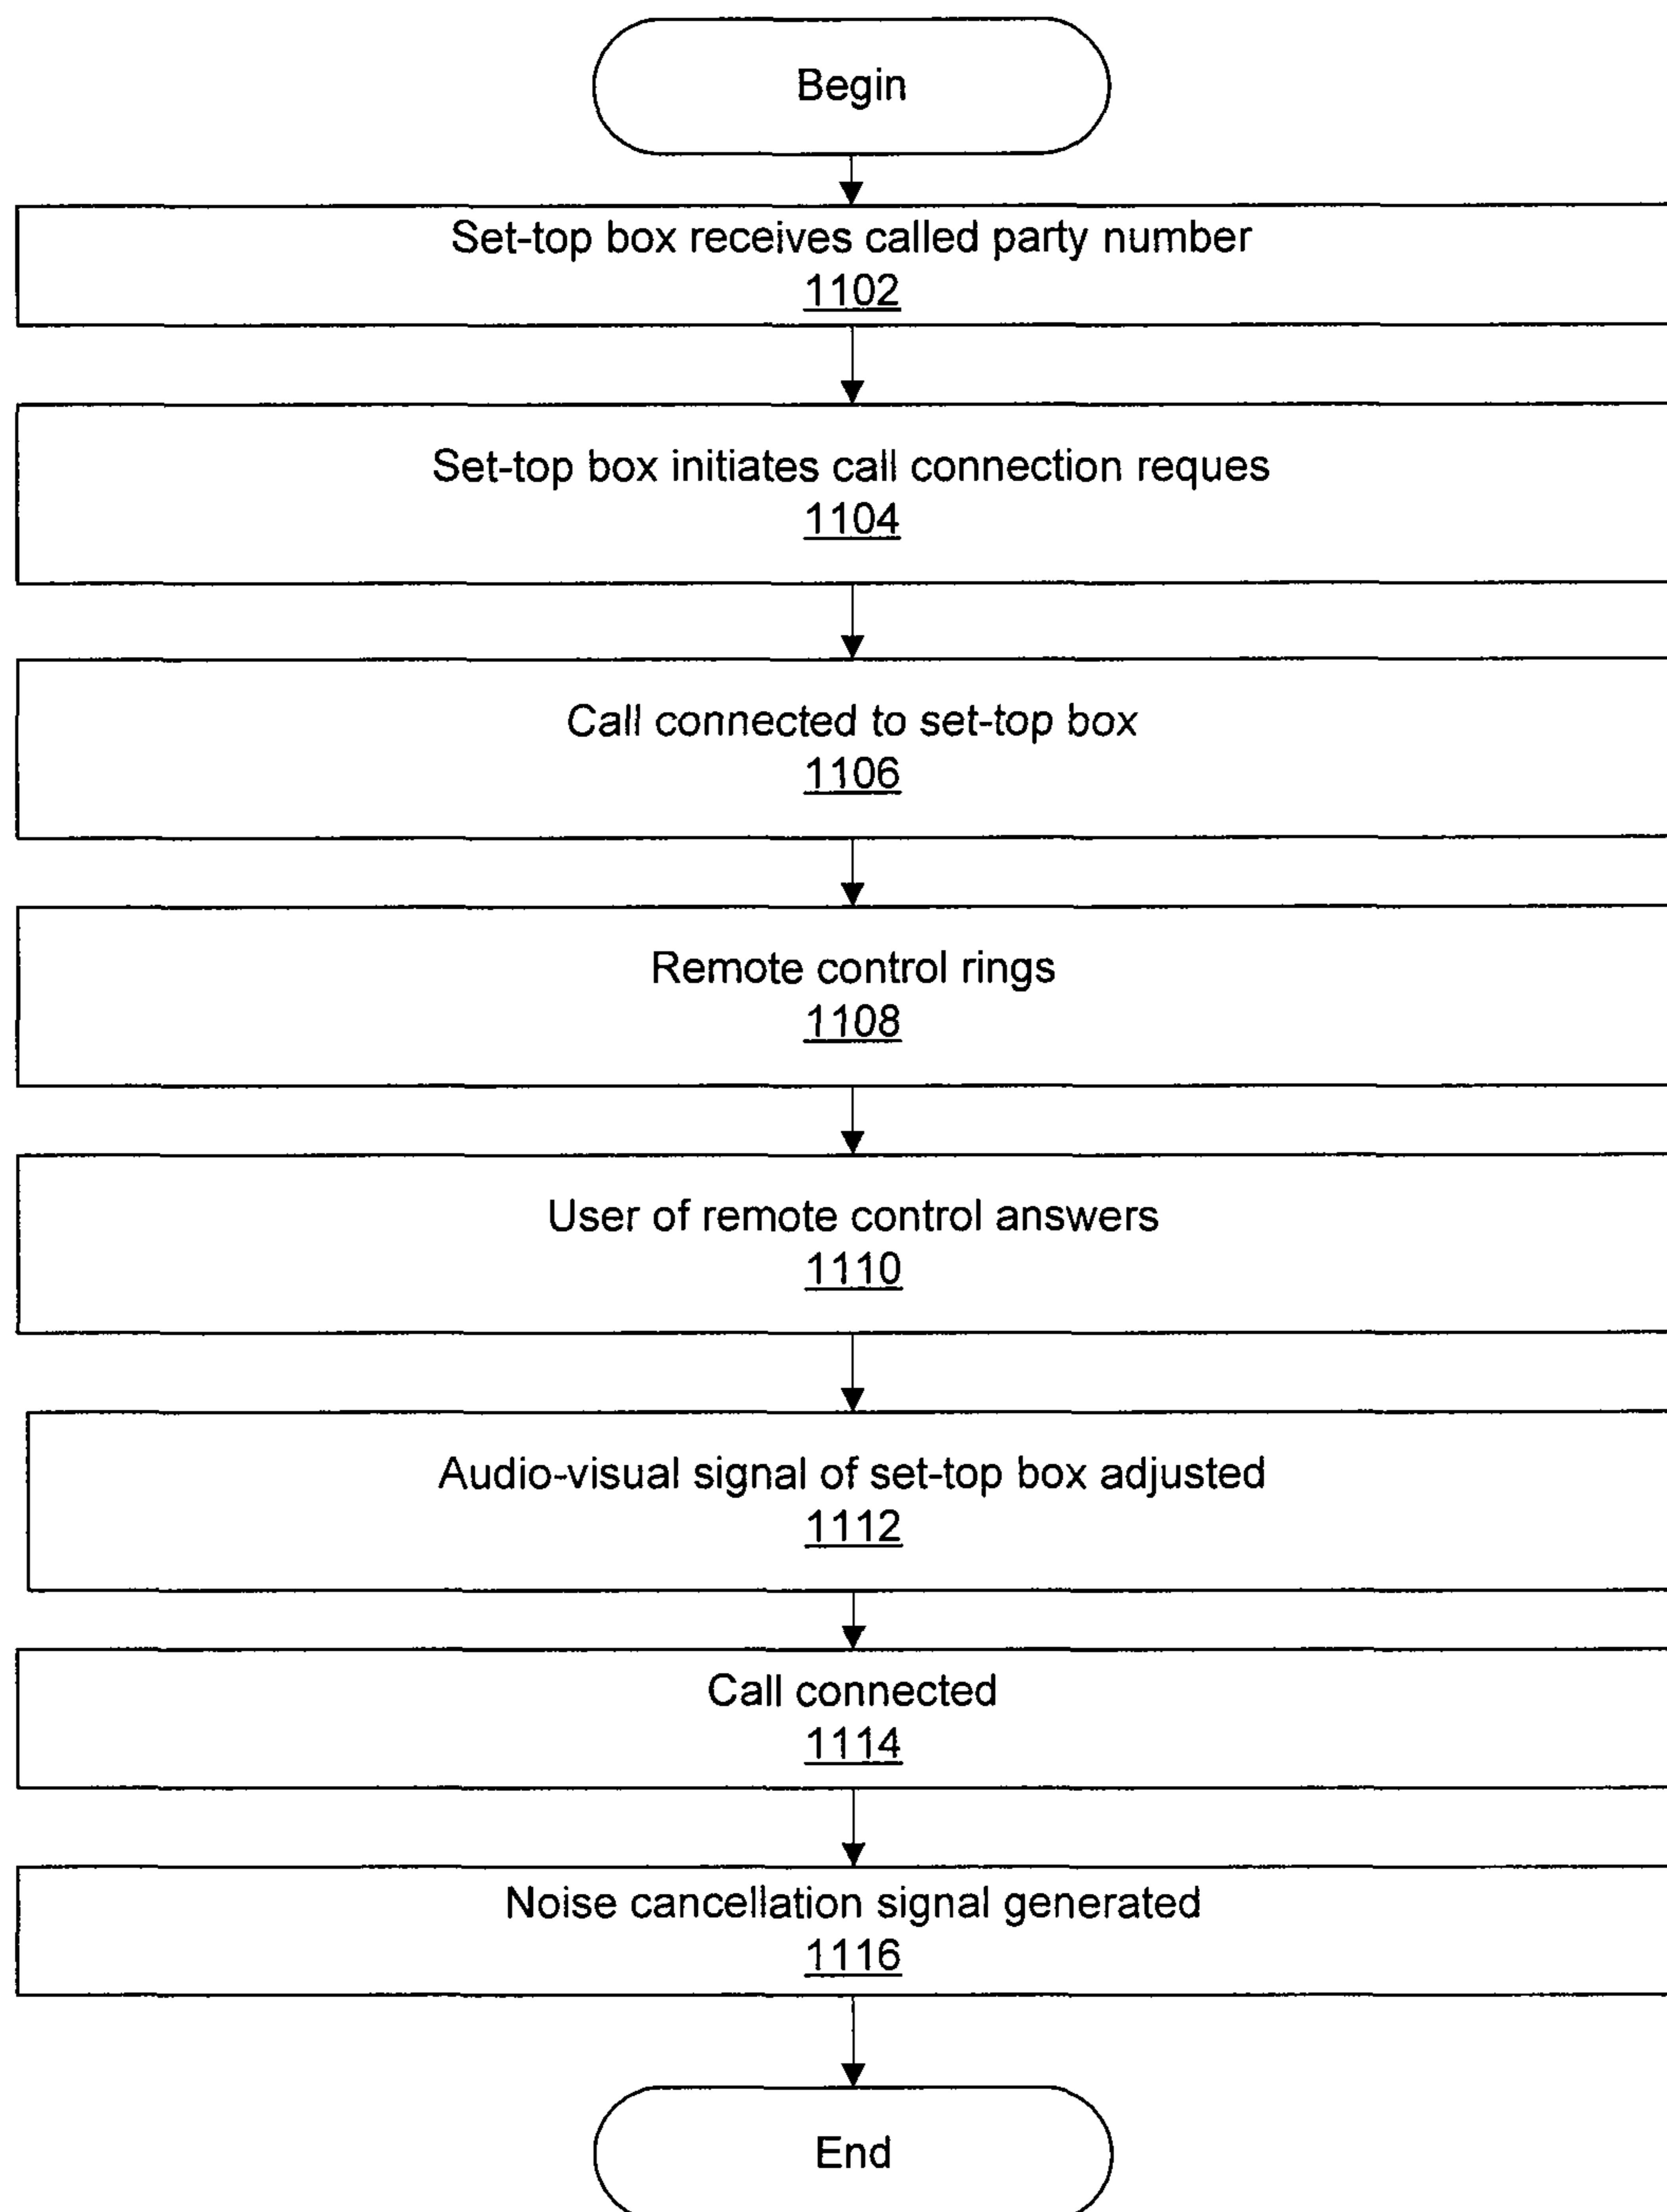 Begin
Set-top box receives called party number
1102
Set-top box initiates call connection reques
1104
Call connected to set-top box
1106
Remote control rings
1108
User of remote control answers
1110
Audio-visual signal of set-top box adjusted
1112
Call connected
1114
Noise cancellation signal generated
1116
End